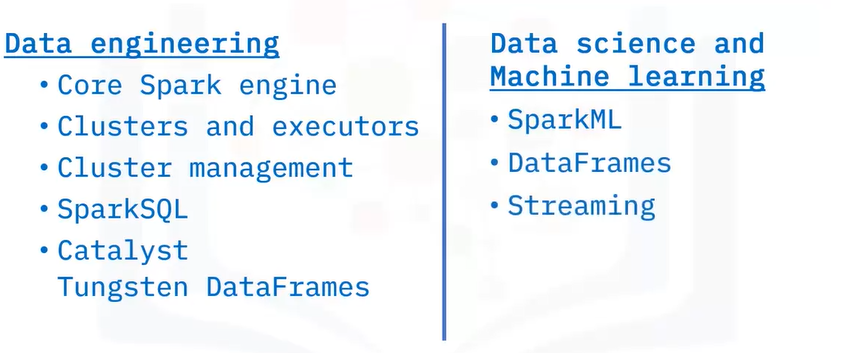 Data engineering
• Core Spark engine
• Clusters and executors
• Cluster management
• SparkSQL
• Catalyst
Tungsten DataFrames
Data science and
Machine learning
• SparkML
• DataFrames
• Streaming